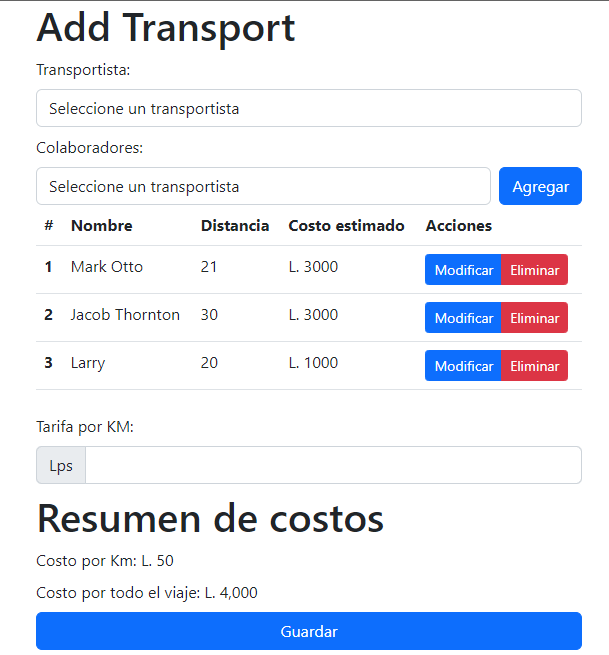 Add Transport
Transportista:
Seleccione un transportista
Colaboradores:
Seleccione un transportista Agregar
# Nombre Distancia Costo estimado Acciones
1 Mark Otto 21 L. 3000 Modificar Eliminar
2 Jacob Thornton 30 L. 3000 Modificar Eliminar
3 Larry 20 L. 1000 Modificar Eliminar
Tarifa por KM:
Lps
Resumen de costos
Costo por Km: L. 50
Costo por todo el viaje: L. 4,000
Guardar